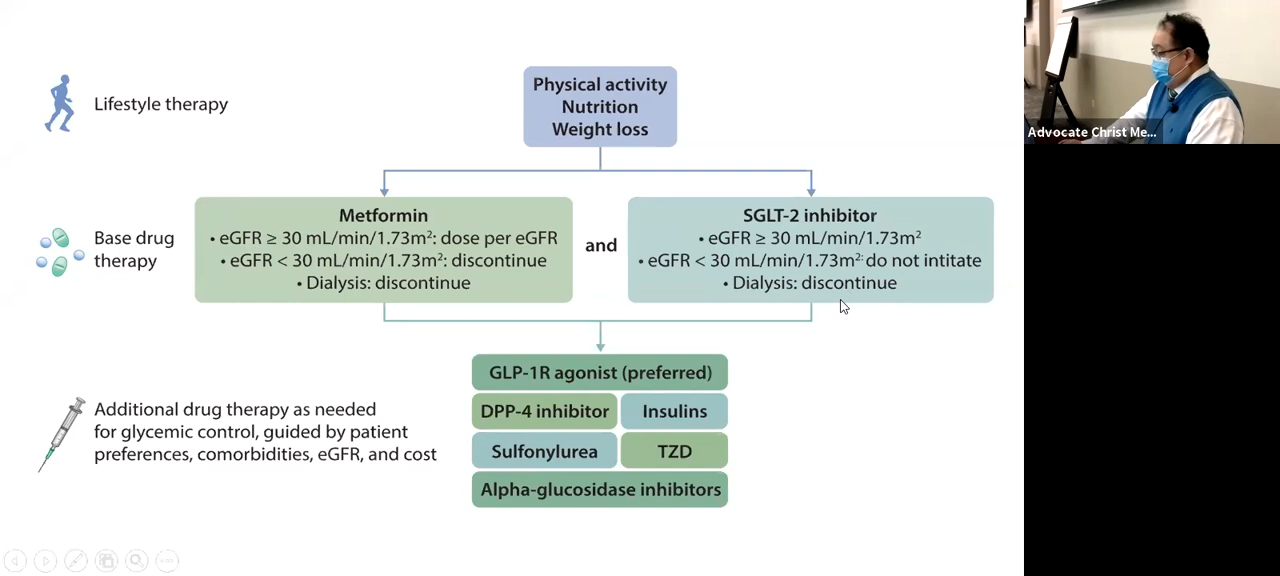 Lifestyle therapy
Physical activity
Nutrition
Weight loss
Base drug
therapy
Metformin
• eGFR ≥ 30 mL/min/1.73m²: dose per eGFR
• eGFR < 30 mL/min/1.73m²: discontinue
• Dialysis: discontinue
and
SGLT-2 inhibitor
• eGFR ≥ 30 mL/min/1.73m²
• eGFR < 30 mL/min/1.73m²: do not intitate
• Dialysis: discontinue
Additional drug therapy as needed
for glycemic control, guided by patient
preferences, comorbidities, eGFR, and cost
GLP-1R agonist (preferred)
DPP-4 inhibitor
Insulins
Sulfonylurea
TZD
Alpha-glucosidase inhibitors
Advocate Christ Me...